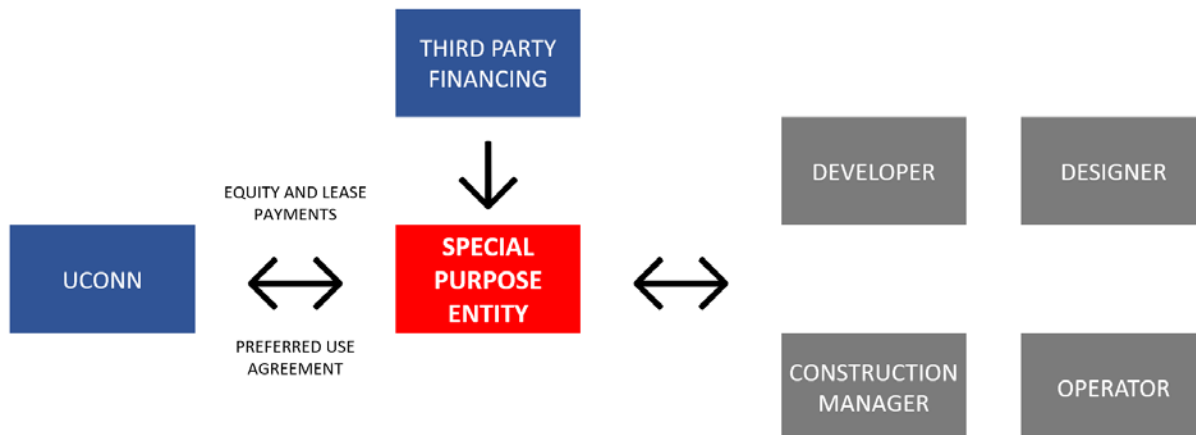 THIRD PARTY
FINANCING
DEVELOPER
DESIGNER
EQUITY AND LEASE
PAYMENTS
UCONN
SPECIAL
PURPOSE
ENTITY
PREFERRED USE
AGREEMENT
CONSTRUCTION
MANAGER
OPERATOR